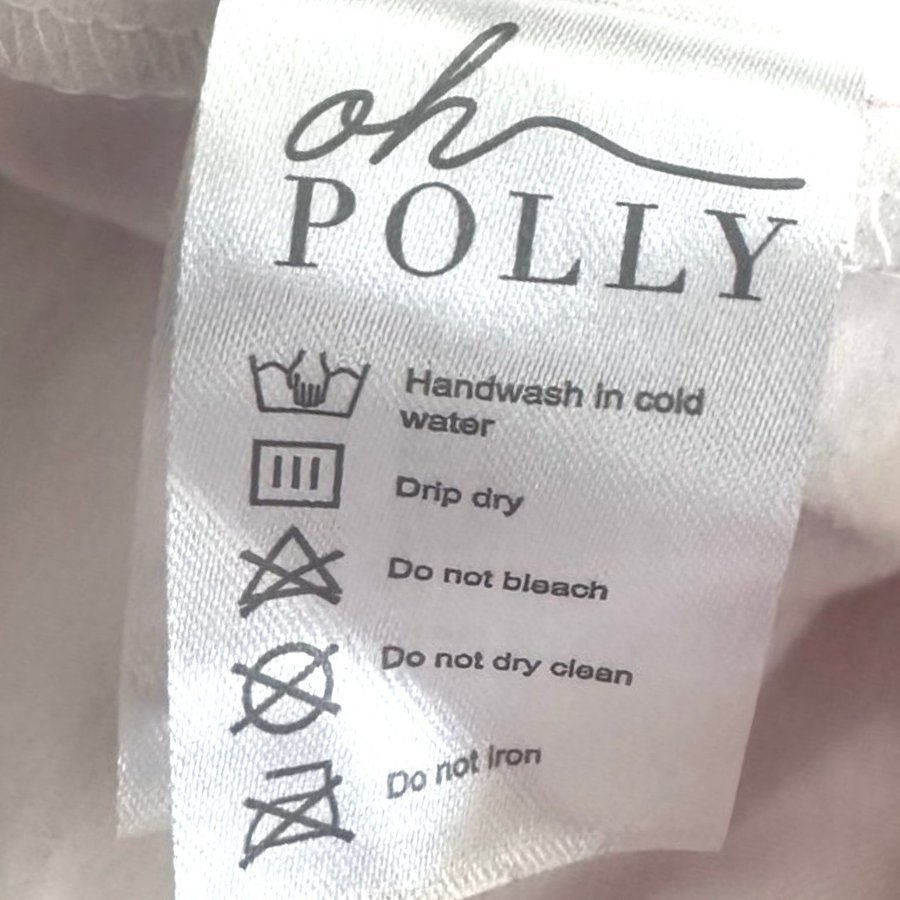 oh
POLLY
Handwash in cold
water
Drip dry
Do not bleach
Do not dry clean
Do not iron